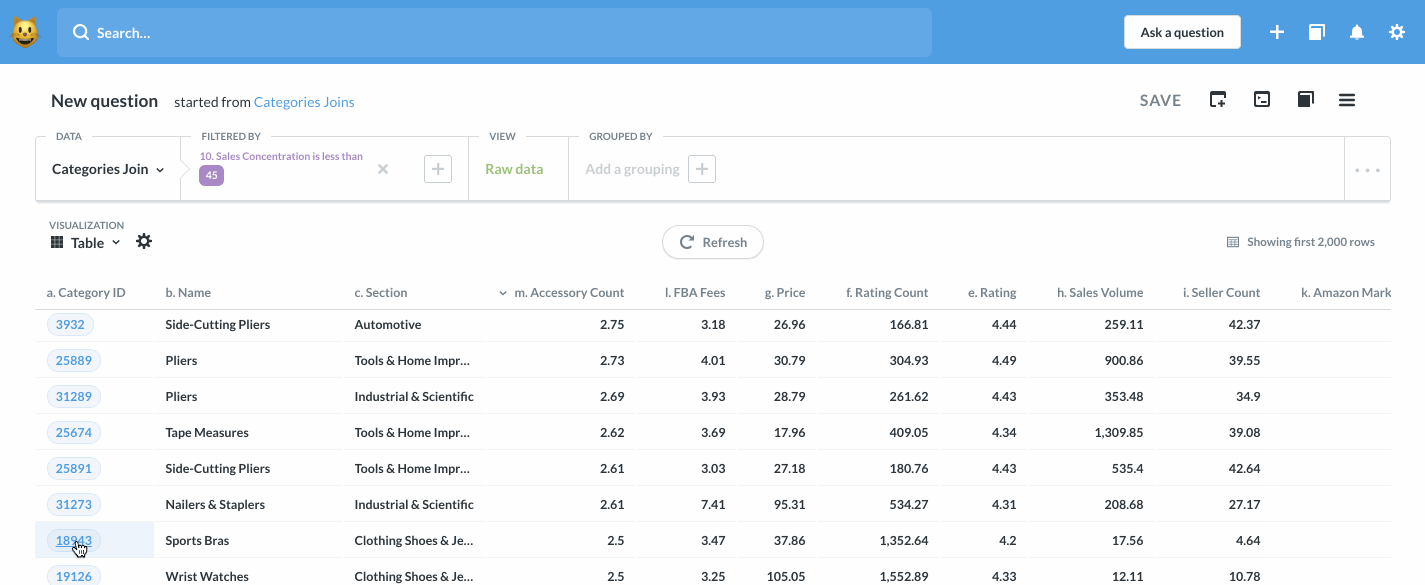 Search...
Ask a question
New question started from Categories Joins
SAVE
DATA FILTERED BY VIEW GROUPED BY
Categories Join 10. Sales Concentration is less than 45 Raw data Add a grouping
VISUALIZATION
Table Refresh Showing first 2,000 rows
a. Category ID b. Name c. Section m. Accessory Count l. FBA Fees g. Price f. Rating Count e. Rating h. Sales Volume i. Seller Count k. Amazon Mark
3932 Side-Cutting Pliers Automotive 2.75 3.18 26.96 166.81 4.44 259.11 42.37
25889 Pliers Tools & Home Impr... 2.73 4.01 30.79 304.93 4.49 900.86 39.55
31289 Pliers Industrial & Scientific 2.69 3.93 28.79 261.62 4.43 353.48 34.9
25674 Tape Measures Tools & Home Impr... 2.62 3.69 17.96 409.05 4.34 1,309.85 39.08
25891 Side-Cutting Pliers Tools & Home Impr... 2.61 3.03 27.18 180.76 4.43 535.4 42.64
31273 Nailers & Staplers Industrial & Scientific 2.61 7.41 95.31 534.27 4.31 208.68 27.17
18943 Sports Bras Clothing Shoes & Je... 2.5 3.47 37.86 1,352.64 4.2 17.56 4.64
19126 Wrist Watches Clothing Shoes & Je... 2.5 3.25 105.05 1,552.89 4.33 12.11 10.78